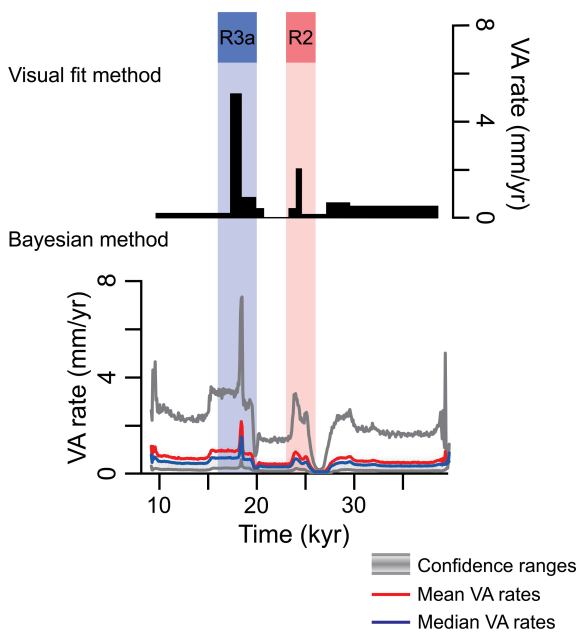 R3a R2
8
Visual fit method
4
0
VA rate (mm/yr)
Bayesian method
8
4
0
VA rate (mm/yr)
10 20 30
Time (kyr)
Confidence ranges
Mean VA rates
Median VA rates